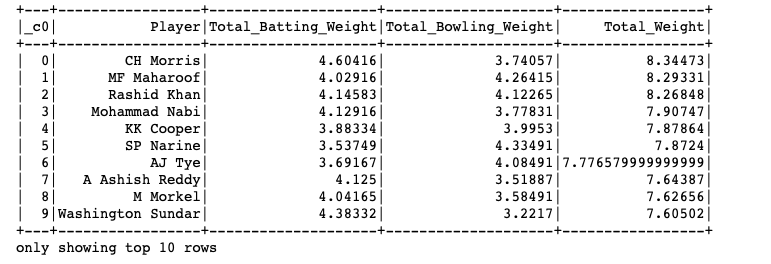 +---+-----------------+--------------------+--------------------+-----------------+
|_c0|           Player|Total_Batting_Weight|Total_Bowling_Weight|     Total_Weight|
+---+-----------------+--------------------+--------------------+-----------------+
|  0|        CH Morris|             4.60416|             3.74057|          8.34473|
|  1|      MF Maharoof|             4.02916|             4.26415|          8.29331|
|  2|      Rashid Khan|             4.14583|             4.12265|          8.26848|
|  3|    Mohammad Nabi|             4.12916|             3.77831|          7.90747|
|  4|        KK Cooper|             3.88334|              3.9953|          7.87864|
|  5|        SP Narine|             3.53749|             4.33491|           7.8724|
|  6|           AJ Tye|             3.69167|             4.08491|7.776579999999999|
|  7|   A Ashish Reddy|               4.125|             3.51887|          7.64387|
|  8|         M Morkel|             4.04165|             3.58491|          7.62656|
|  9|Washington Sundar|             4.38332|              3.2217|          7.60502|
+---+-----------------+--------------------+--------------------+-----------------+
only showing top 10 rows